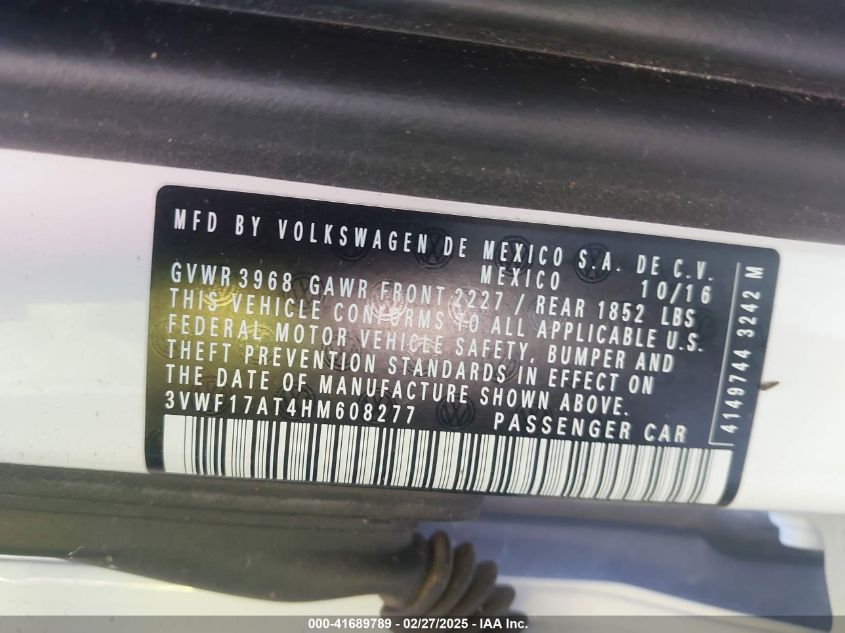 MFD BY VOLKSWAGEN DE MEXICO S.A. DE C.V.
MEXICO 10/16
GVWR 3968 GAWR FRONT 2227 / REAR 1852 LBS
THIS VEHICLE CONFORMS TO ALL APPLICABLE U.S.
FEDERAL MOTOR VEHICLE SAFETY, BUMPER AND
THEFT PREVENTION STANDARDS IN EFFECT ON
THE DATE OF MANUFACTURE SHOWN ABOVE.
3VWF17AT4HM608277 PASSENGER CAR
4149744 3242 M
000-41689789 - 02/27/2025 - IAA Inc.